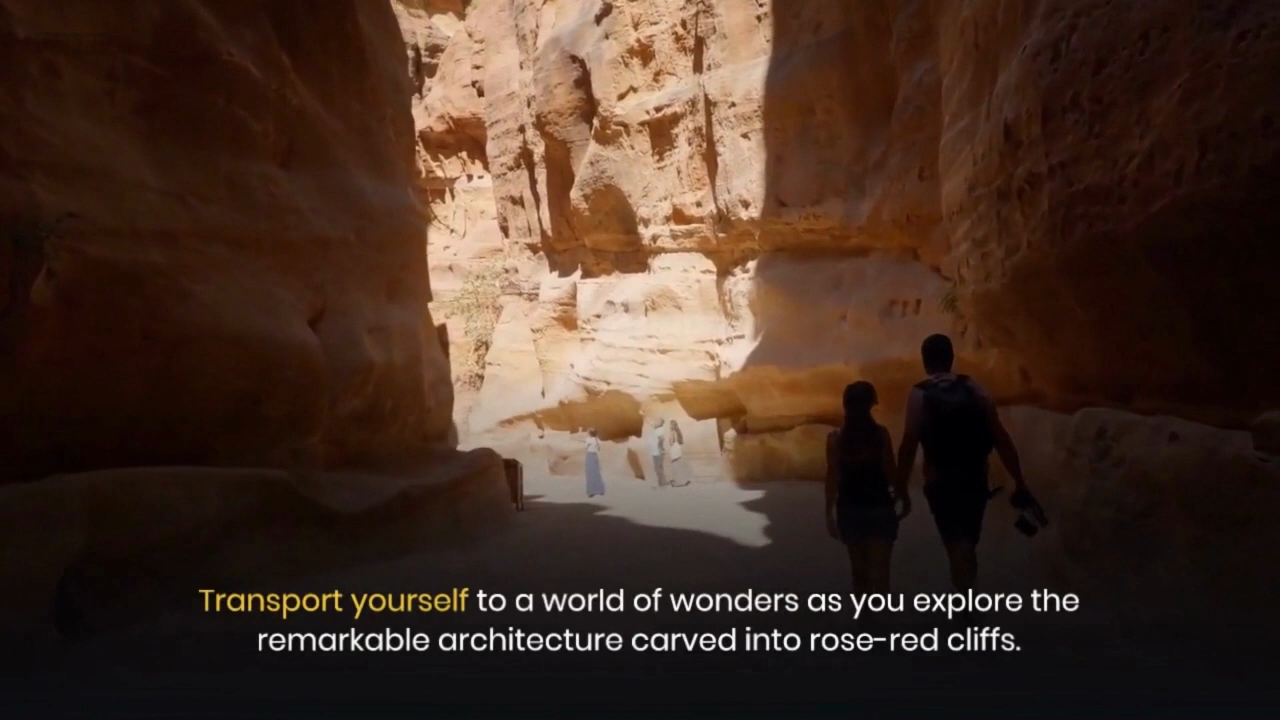 Transport yourself to a world of wonders as you explore the
remarkable architecture carved into rose-red cliffs.